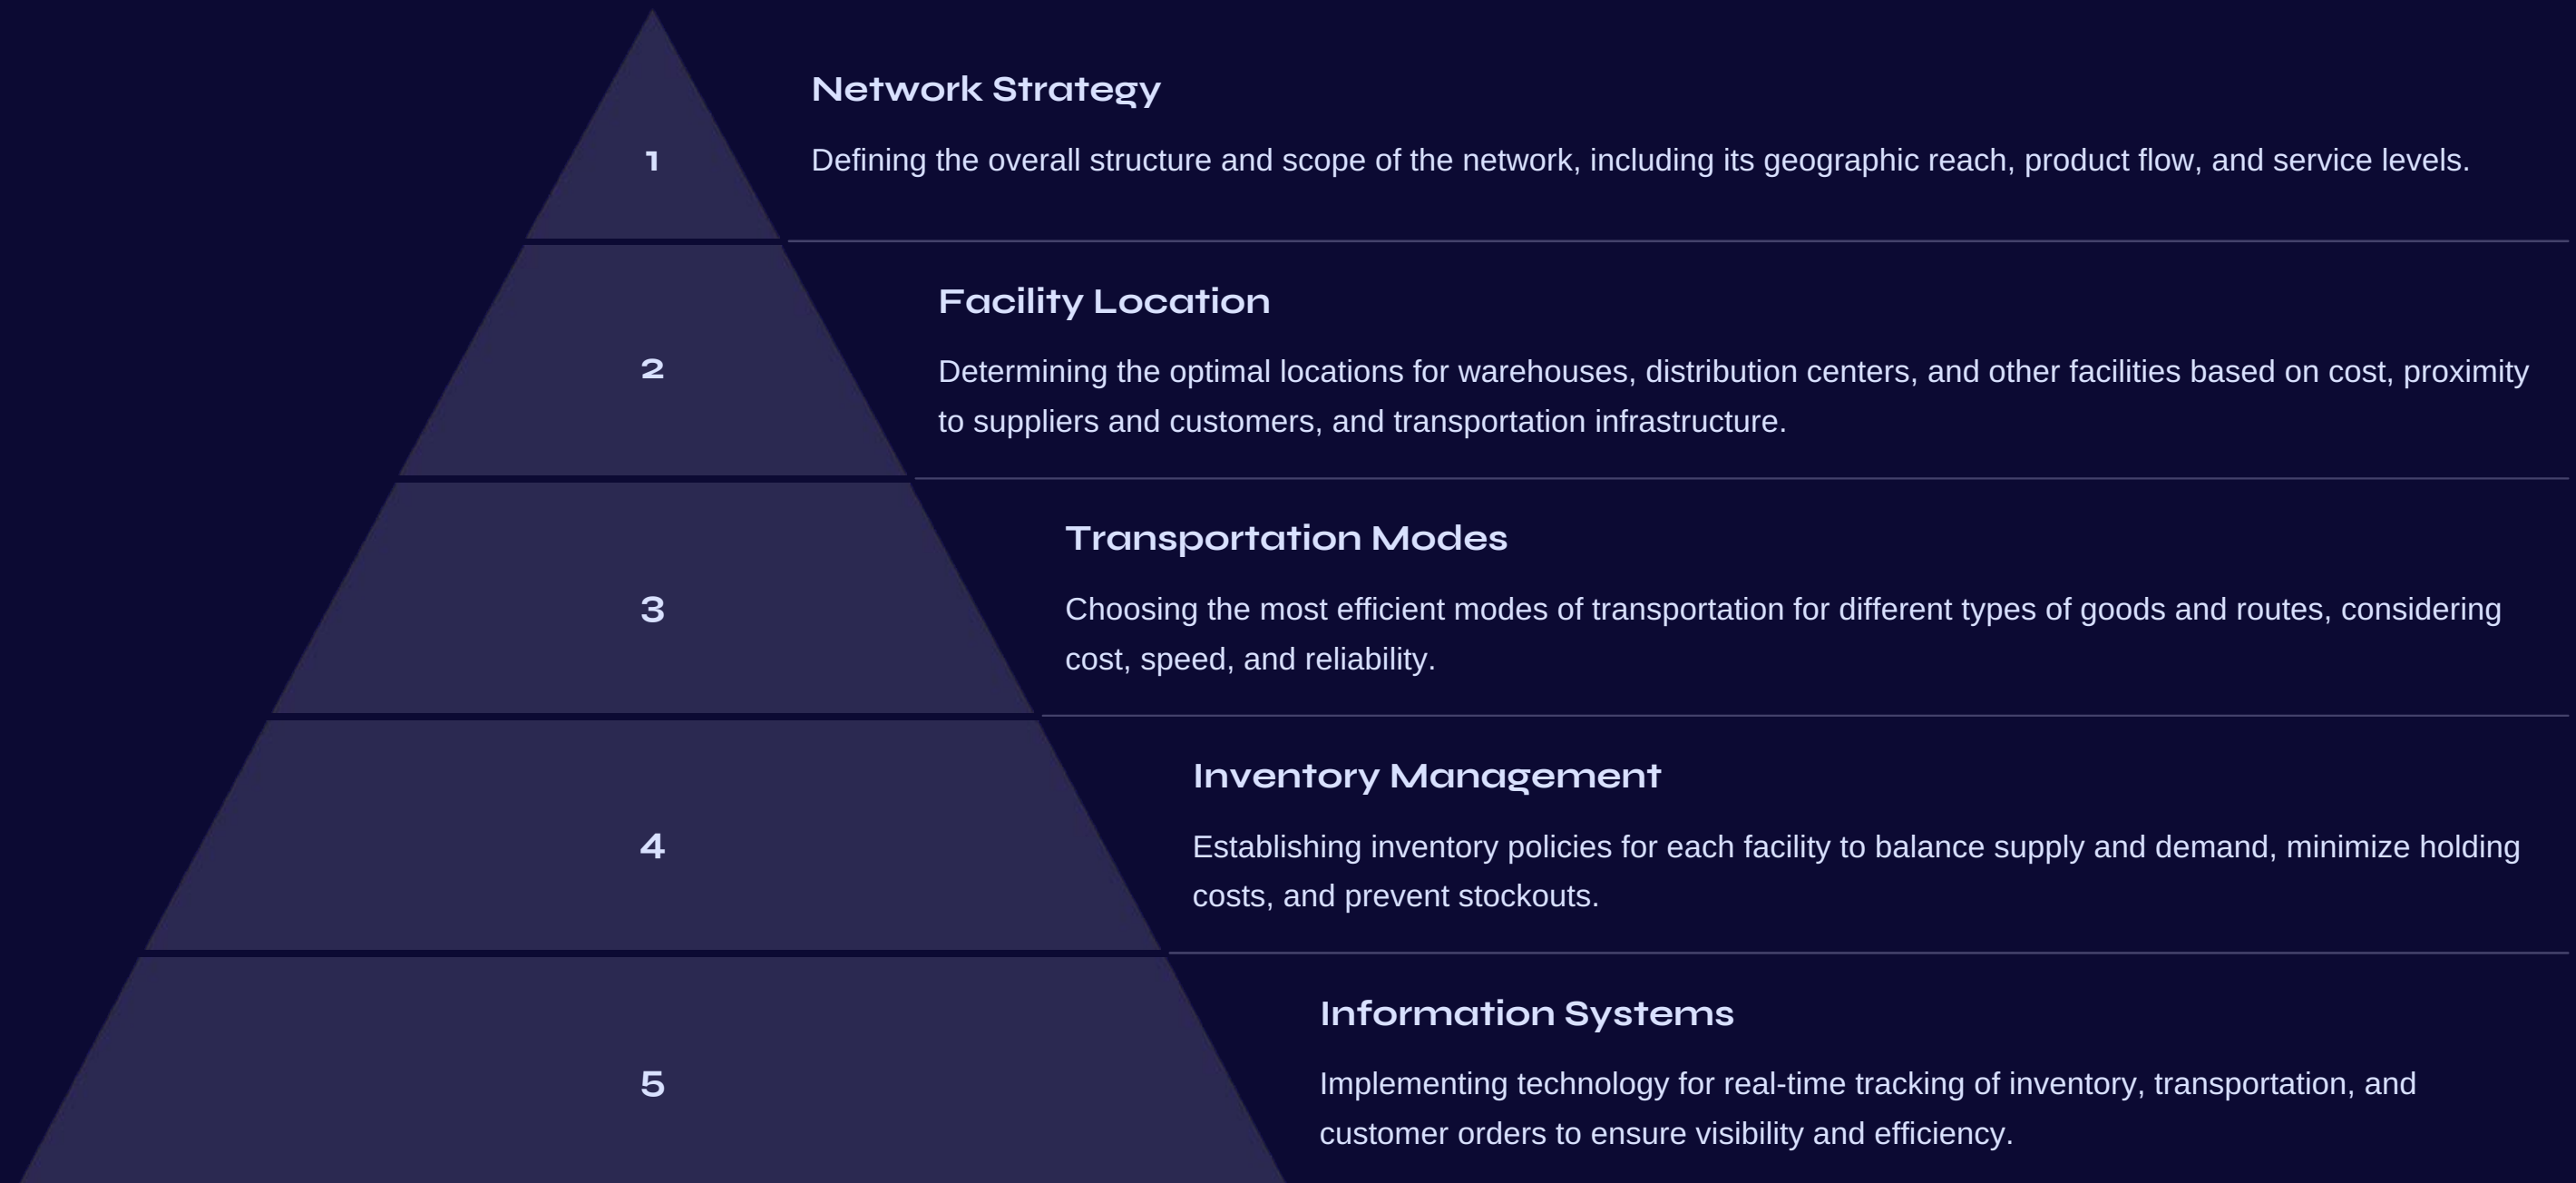 Network Strategy
1
Defining the overall structure and scope of the network, including its geographic reach, product flow, and service levels.
Facility Location
2
Determining the optimal locations for warehouses, distribution centers, and other facilities based on cost, proximity
to suppliers and customers, and transportation infrastructure.
Transportation Modes
3
Choosing the most efficient modes of transportation for different types of goods and routes, considering
cost, speed, and reliability.
Inventory Management
4
Establishing inventory policies for each facility to balance supply and demand, minimize holding
costs, and prevent stockouts.
Information Systems
5
Implementing technology for real-time tracking of inventory, transportation, and
customer orders to ensure visibility and efficiency.